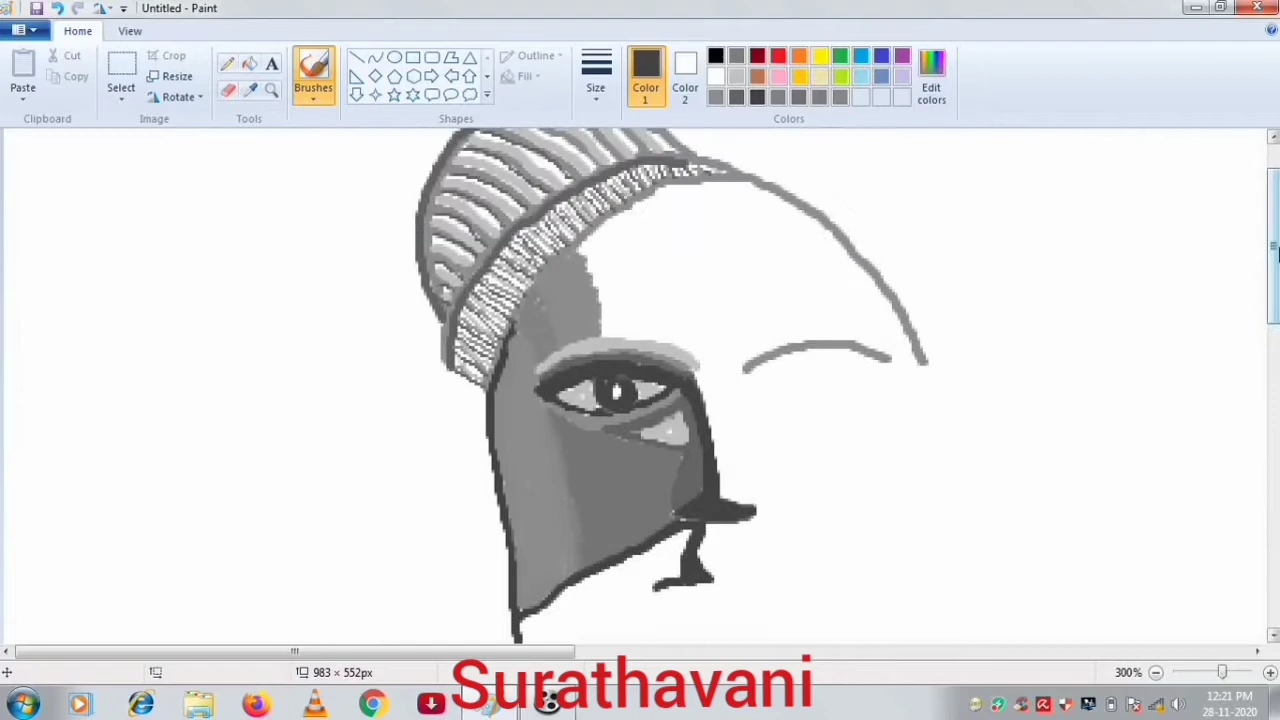 Untitled - Paint
Home
View
Paste
Cut
Copy
Clipboard
Select
Crop
Resize
Rotate
Image
A
Tools
Brushes
Outline
Fill
Shapes
Size
Color
1
Color
2
Edit
colors
Colors
983 × 552px
300%
Surathavani
12:21 PM
28-11-2020